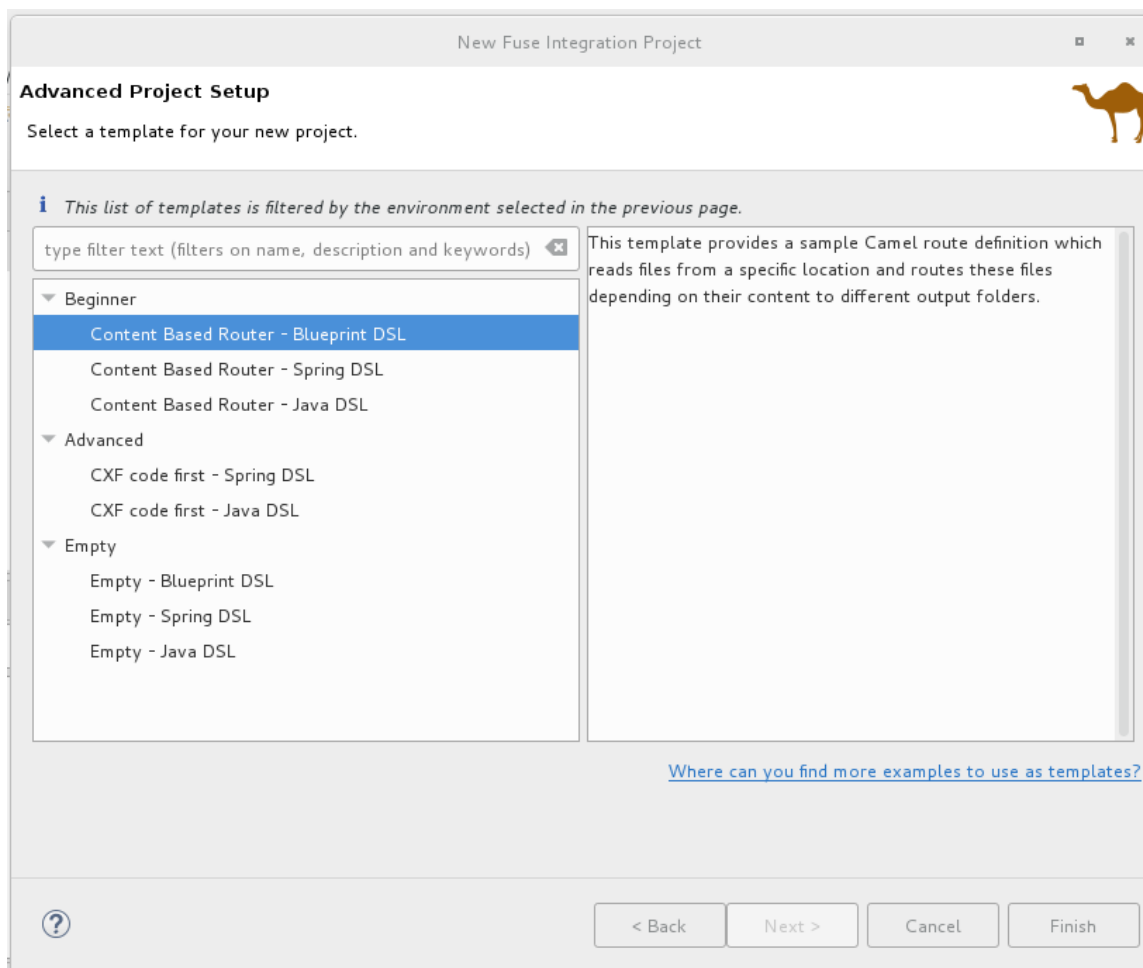 New Fuse Integration Project
Advanced Project Setup
Select a template for your new project.
i This list of templates is filtered by the environment selected in the previous page.
type filter text (filters on name, description and keywords)
Beginner
Content Based Router - Blueprint DSL
Content Based Router - Spring DSL
Content Based Router - Java DSL
Advanced
CXF code first - Spring DSL
CXF code first - Java DSL
Empty
Empty - Blueprint DSL
Empty - Spring DSL
Empty - Java DSL
This template provides a sample Camel route definition which
reads files from a specific location and routes these files
depending on their content to different output folders.
Where can you find more examples to use as templates?
?
< Back
Next >
Cancel
Finish